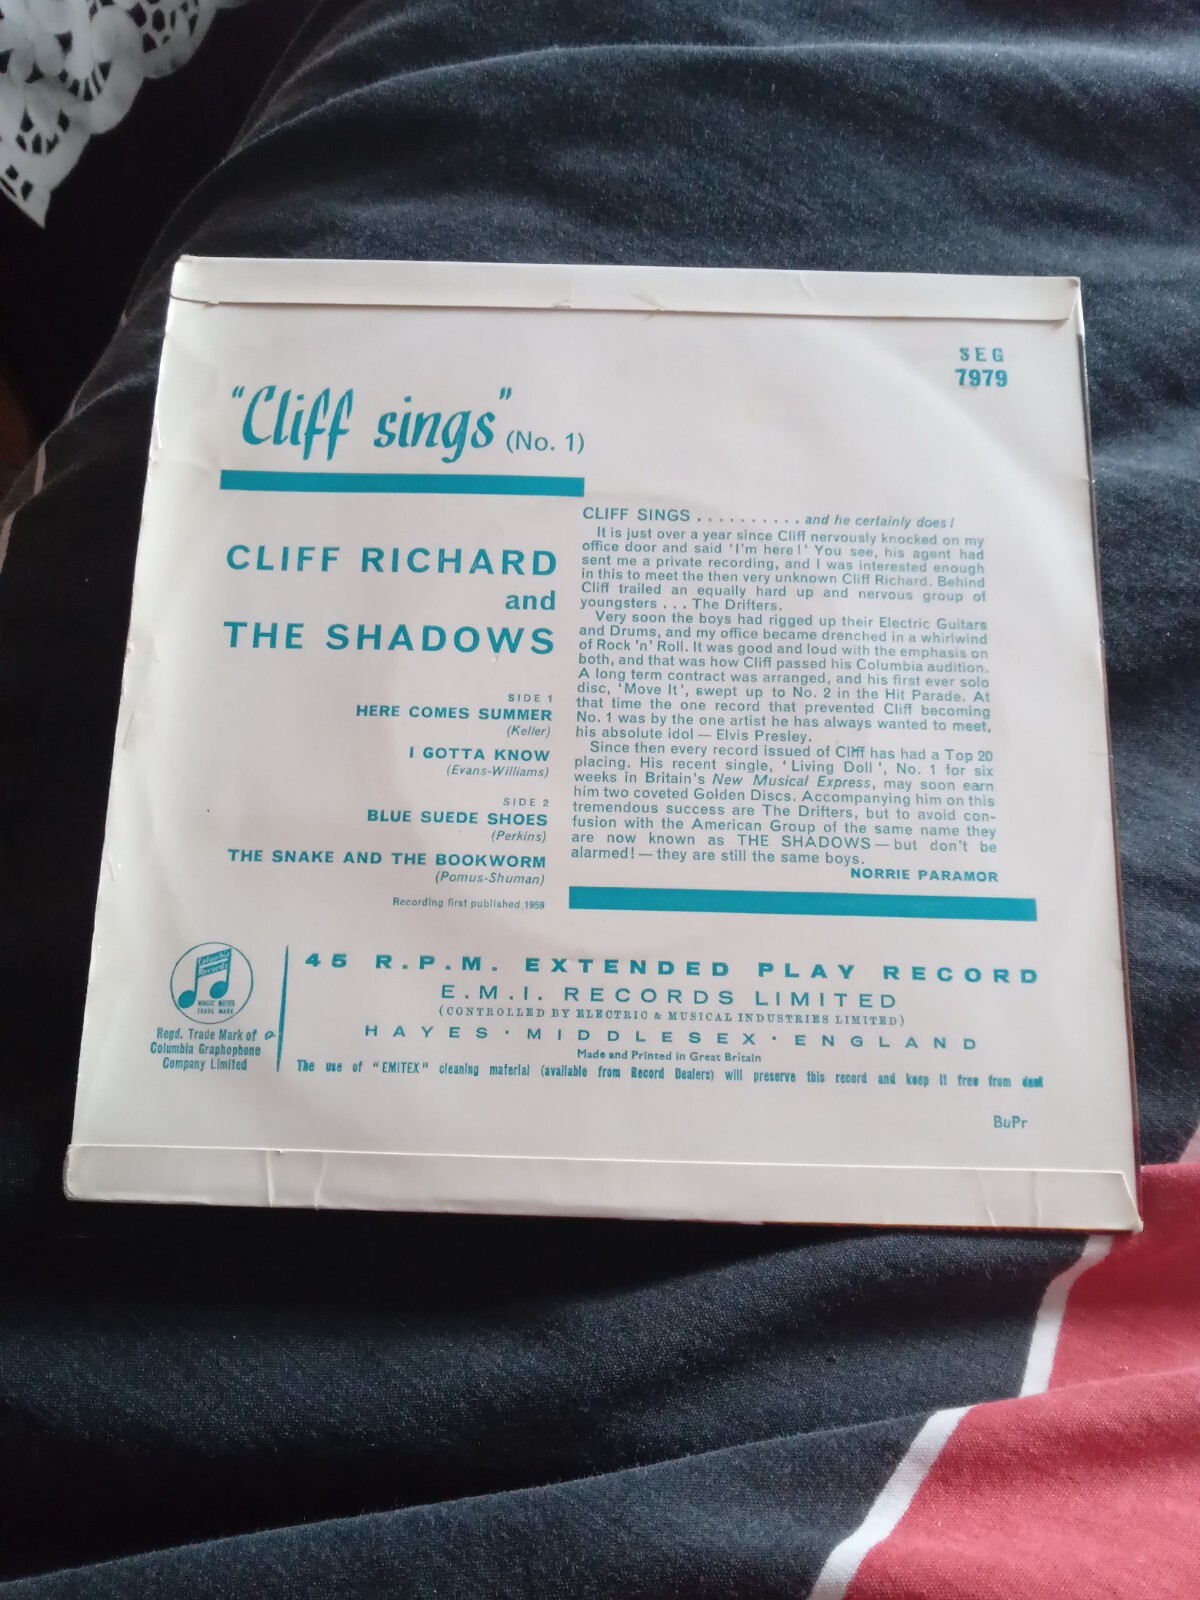 SEG
7979
"Cliff sings" (No. 1)
CLIFF RICHARD
and
THE SHADOWS
SIDE 1
HERE COMES SUMMER
(Keller)
I GOTTA KNOW
(Evans-Williams)
SIDE 2
BLUE SUEDE SHOES
(Perkins)
THE SNAKE AND THE BOOKWORM
(Pomus-Shuman)
Recording first published 1959
CLIFF SINGS . . . . . . . . . . and he certainly does!
It is just over a year since Cliff nervously knocked on my
office door and said 'I'm here!' You see, his agent had
sent me a private recording, and I was interested enough
in this to meet the then very unknown Cliff Richard. Behind
Cliff trailed an equally hard up and nervous group of
youngsters . . . The Drifters.
Very soon the boys had rigged up their Electric Guitars
and Drums, and my office became drenched in a whirlwind
of Rock 'n' Roll. It was good and loud with the emphasis on
both, and that was how Cliff passed his Columbia audition.
A long term contract was arranged, and his first ever solo
disc, 'Move It', swept up to No. 2 in the Hit Parade. At
that time the one record that prevented Cliff becoming
No. 1 was by the one artist he has always wanted to meet,
his absolute idol — Elvis Presley.
Since then every record issued of Cliff has had a Top 20
placing. His recent single, 'Living Doll', No. 1 for six
weeks in Britain's New Musical Express, may soon earn
him two coveted Golden Discs. Accompanying him on this
tremendous success are The Drifters, but to avoid con-
fusion with the American Group of the same name they
are now known as THE SHADOWS — but don't be
alarmed! — they are still the same boys.
NORRIE PARAMOR
Columbia
Records
MAGIC NOTES
TRADE MARK
Regd. Trade Mark of
Columbia Graphophone
Company Limited
45 R.P.M. EXTENDED PLAY RECORD
E.M.I. RECORDS LIMITED
(CONTROLLED BY ELECTRIC & MUSICAL INDUSTRIES LIMITED)
HAYES · MIDDLESEX · ENGLAND
Made and Printed in Great Britain
The use of "EMITEX" cleaning material (available from Record Dealers) will preserve this record and keep it free from dust
BuPr